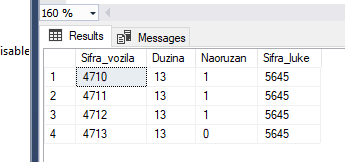 isable
160 %
Results Messages
Sifra_vozila Duzina Naoruzan Sifra_luke
1 4710 13 1 5645
2 4711 13 1 5645
3 4712 13 1 5645
4 4713 13 0 5645